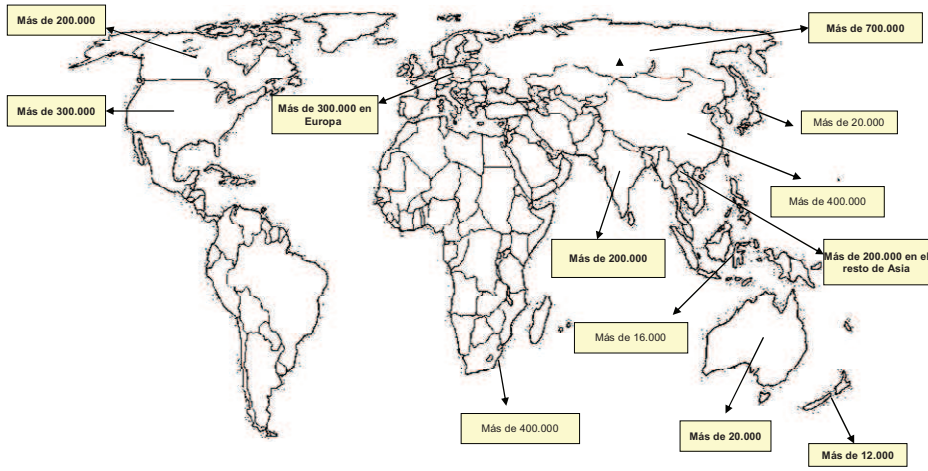 Más de 200.000
Más de 700.000
Más de 300.000
Más de 300.000 en
Europa
Más de 20.000
Más de 400.000
Más de 200.000
Más de 200.000 en el
resto de Asia
Más de 16.000
Más de 400.000
Más de 20.000
Más de 12.000